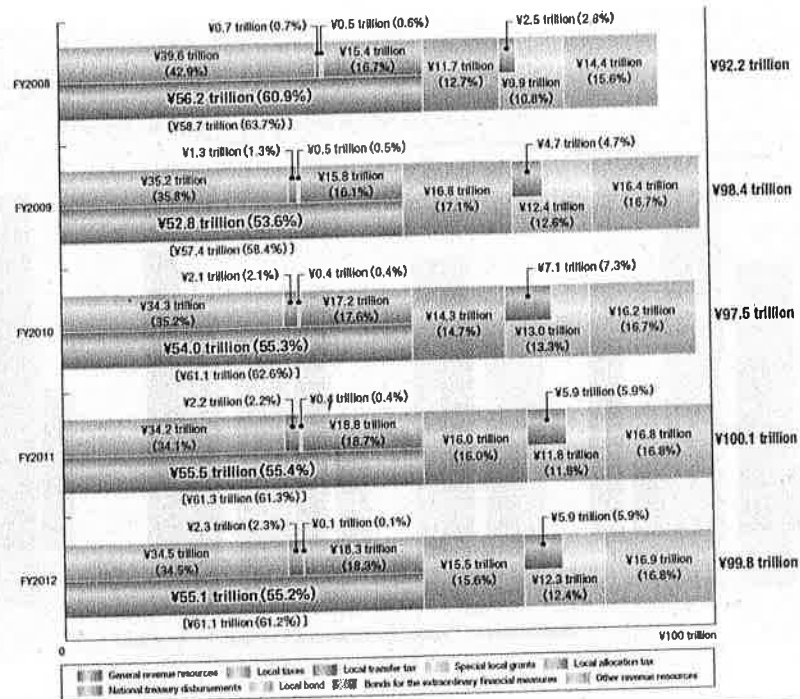 ¥0.7 trillion (0.7%) ¥0.5 trillion (0.6%) ¥2.5 trillion (2.8%)
¥39.6 trillion ¥15.4 trillion ¥11.7 trillion ¥14.4 trillion ¥92.2 trillion
(42.9%) (16.7%) (12.7%) ¥9.9 trillion (15.6%)
FY2008 ¥56.2 trillion (60.9%) (10.8%)
[¥58.7 trillion (63.7%)]
¥1.3 trillion (1.3%) ¥0.5 trillion (0.5%) ¥4.7 trillion (4.7%)
¥35.2 trillion ¥15.8 trillion ¥16.8 trillion ¥16.4 trillion ¥98.4 trillion
(35.8%) (16.1%) (17.1%) ¥12.4 trillion (16.7%)
FY2009 ¥52.8 trillion (53.6%) (12.6%)
[¥57.4 trillion (58.4%)]
¥2.1 trillion (2.1%) ¥0.4 trillion (0.4%) ¥7.1 trillion (7.3%)
¥34.3 trillion ¥17.2 trillion ¥14.3 trillion ¥16.2 trillion ¥97.5 trillion
(35.2%) (17.6%) (14.7%) ¥13.0 trillion (16.7%)
FY2010 ¥54.0 trillion (55.3%) (13.3%)
[¥61.1 trillion (62.6%)]
¥2.2 trillion (2.2%) ¥0.4 trillion (0.4%) ¥5.9 trillion (5.9%)
¥34.2 trillion ¥18.8 trillion ¥16.0 trillion ¥16.8 trillion ¥100.1 trillion
(34.1%) (18.7%) (16.0%) ¥11.8 trillion (16.8%)
FY2011 ¥55.5 trillion (55.4%) (11.8%)
[¥61.3 trillion (61.3%)]
¥2.3 trillion (2.3%) ¥0.1 trillion (0.1%) ¥5.9 trillion (5.9%)
¥34.5 trillion ¥18.3 trillion ¥15.5 trillion ¥16.9 trillion ¥99.8 trillion
(34.5%) (18.3%) (15.6%) ¥12.3 trillion (16.8%)
FY2012 ¥55.1 trillion (55.2%) (12.4%)
[¥61.1 trillion (61.2%)]
0 ¥100 trillion
General revenue resources Local taxes Local transfer tax Special local grants Local allocation tax
National treasury disbursements Local bond Bonds for the extraordinary financial measures Other revenue resources